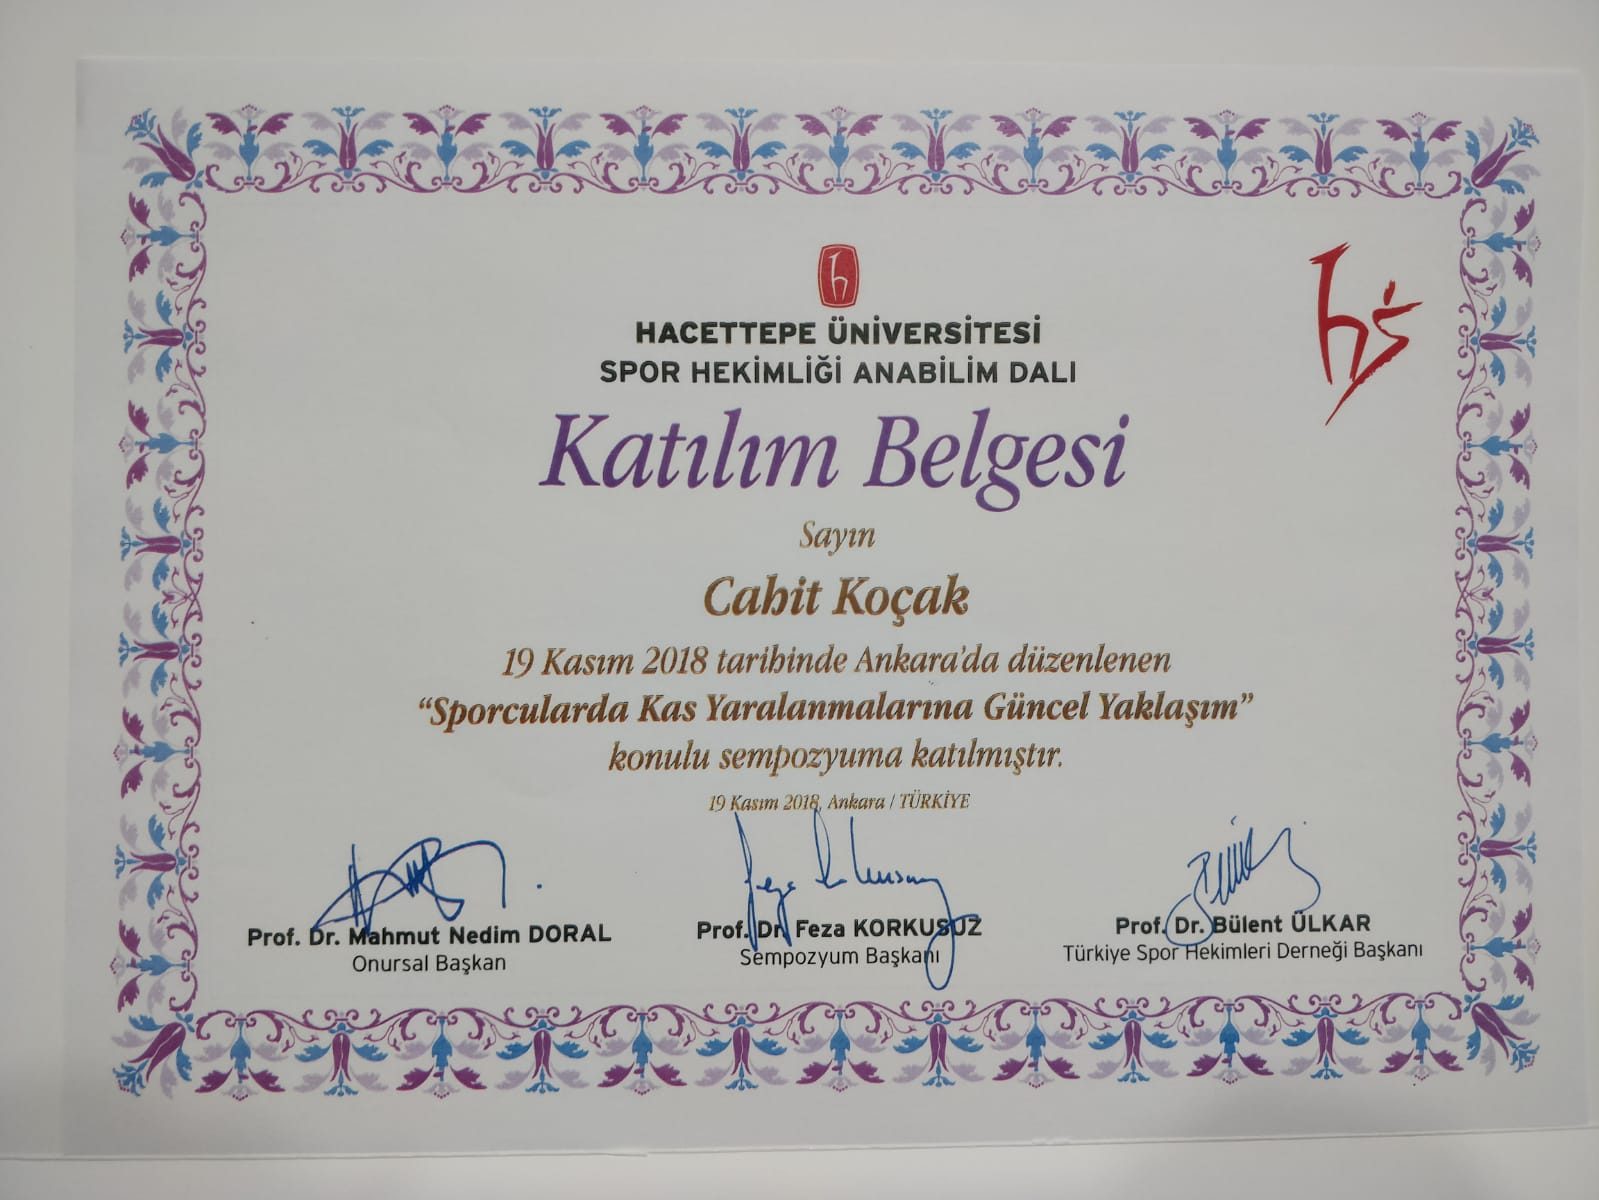 HACETTEPE ÜNİVERSİTESİ
SPOR HEKİMLİĞİ ANABİLİM DALI
Katılım Belgesi
Sayın
Cahit Koçak
19 Kasım 2018 tarihinde Ankara'da düzenlenen
“Sporcularda Kas Yaralanmalarına Güncel Yaklaşım”
konulu sempozyuma katılmıştır.
19 Kasım 2018, Ankara / TÜRKİYE
Prof. Dr. Mahmut Nedim DORAL
Onursal Başkan
Prof. Dr. Feza KORKUSUZ
Sempozyum Başkanı
Prof. Dr. Bülent ÜLKAR
Türkiye Spor Hekimleri Derneği Başkanı